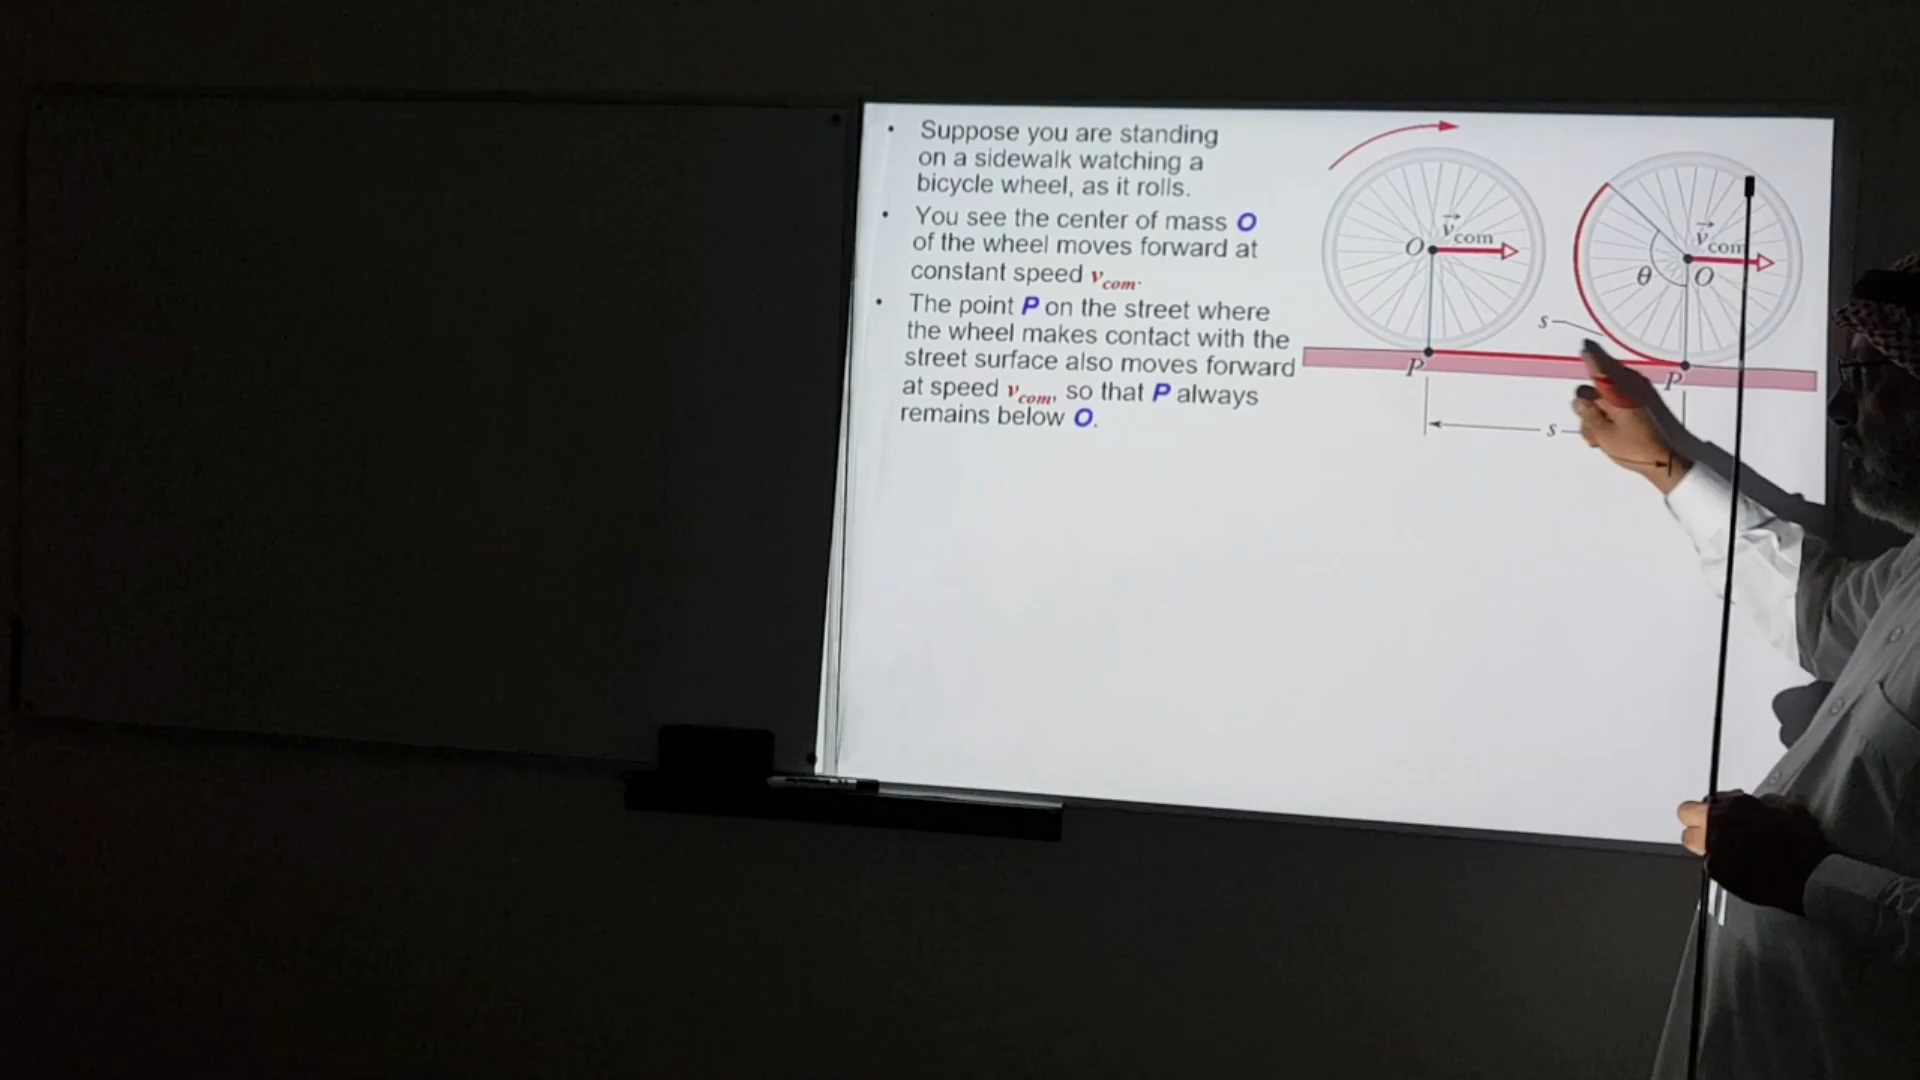 • Suppose you are standing
on a sidewalk watching a
bicycle wheel, as it rolls.
• You see the center of mass O
of the wheel moves forward at
constant speed vcom.
• The point P on the street where
the wheel makes contact with the
street surface also moves forward
at speed vcom, so that P always
remains below O.
v⃗com
O
P
v⃗com
θ O
s
P
s